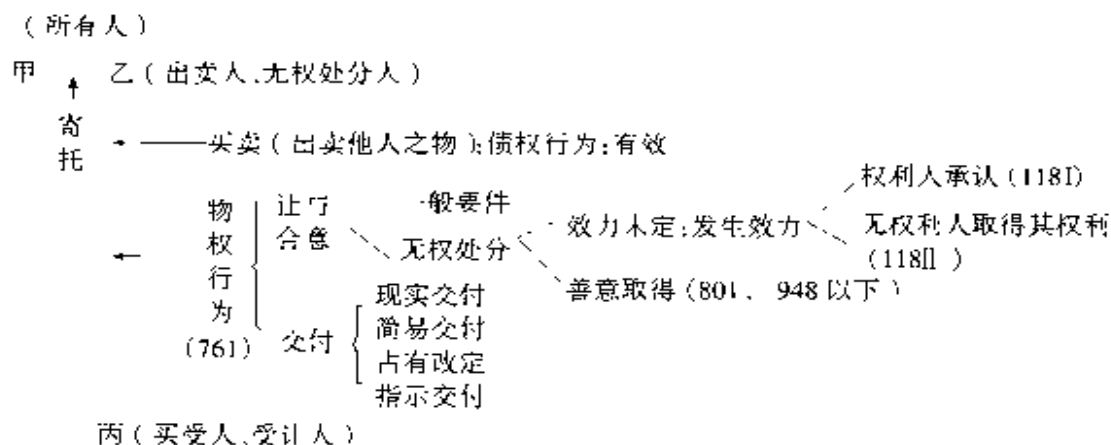 （所有人）
甲 乙（出卖人、无权处分人）
寄托
买卖（出卖他人之物）；债权行为：有效
权利人承认（118I）
一般要件
物权行为（761）
让与合意
无权处分
效力未定：发生效力
无权利人取得其权利（118II）
善意取得（801、948以下）
现实交付
简易交付
交付
占有改定
指示交付
丙（买受人、受让人）